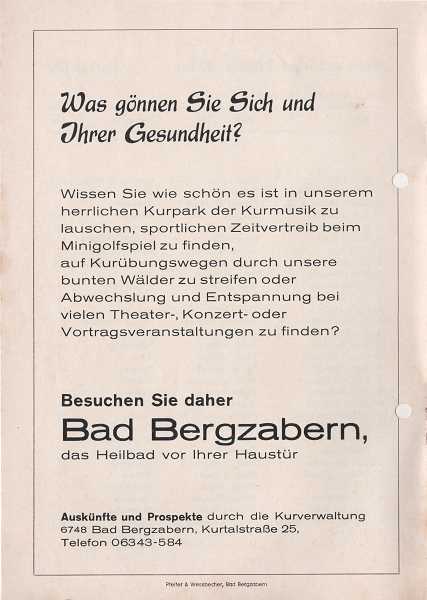 Was gönnen Sie Sich und
Ihrer Gesundheit?
Wissen Sie wie schön es ist in unserem
herrlichen Kurpark der Kurmusik zu
lauschen, sportlichen Zeitvertreib beim
Minigolfspiel zu finden,
auf Kurübungswegen durch unsere
bunten Wälder zu streifen oder
Abwechslung und Entspannung bei
vielen Theater-, Konzert- oder
Vortragsveranstaltungen zu finden?
Besuchen Sie daher
Bad Bergzabern,
das Heilbad vor Ihrer Haustür
Auskünfte und Prospekte durch die Kurverwaltung
6748 Bad Bergzabern, Kurtalstraße 25,
Telefon 06343-584
Pfeifer & Weissbecher, Bad Bergzabern